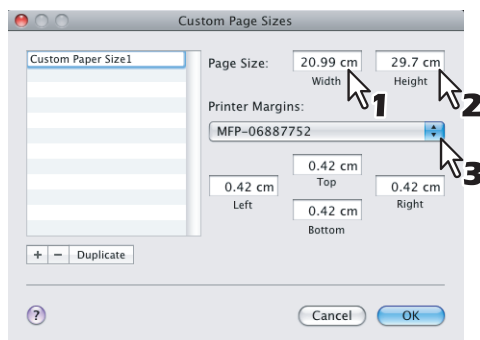 Custom Page Sizes
Custom Paper Size1
Page Size:
20.99 cm
29.7 cm
Width
Height
1
2
Printer Margins:
MFP-06887752
3
0.42 cm
Top
0.42 cm
0.42 cm
Left
Right
0.42 cm
Bottom
+ − Duplicate
?
Cancel
OK